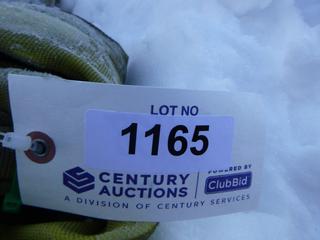 LOT NO
1165
CENTURY
AUCTIONS
POWERED BY
ClubBid
A DIVISION OF CENTURY SERVICES